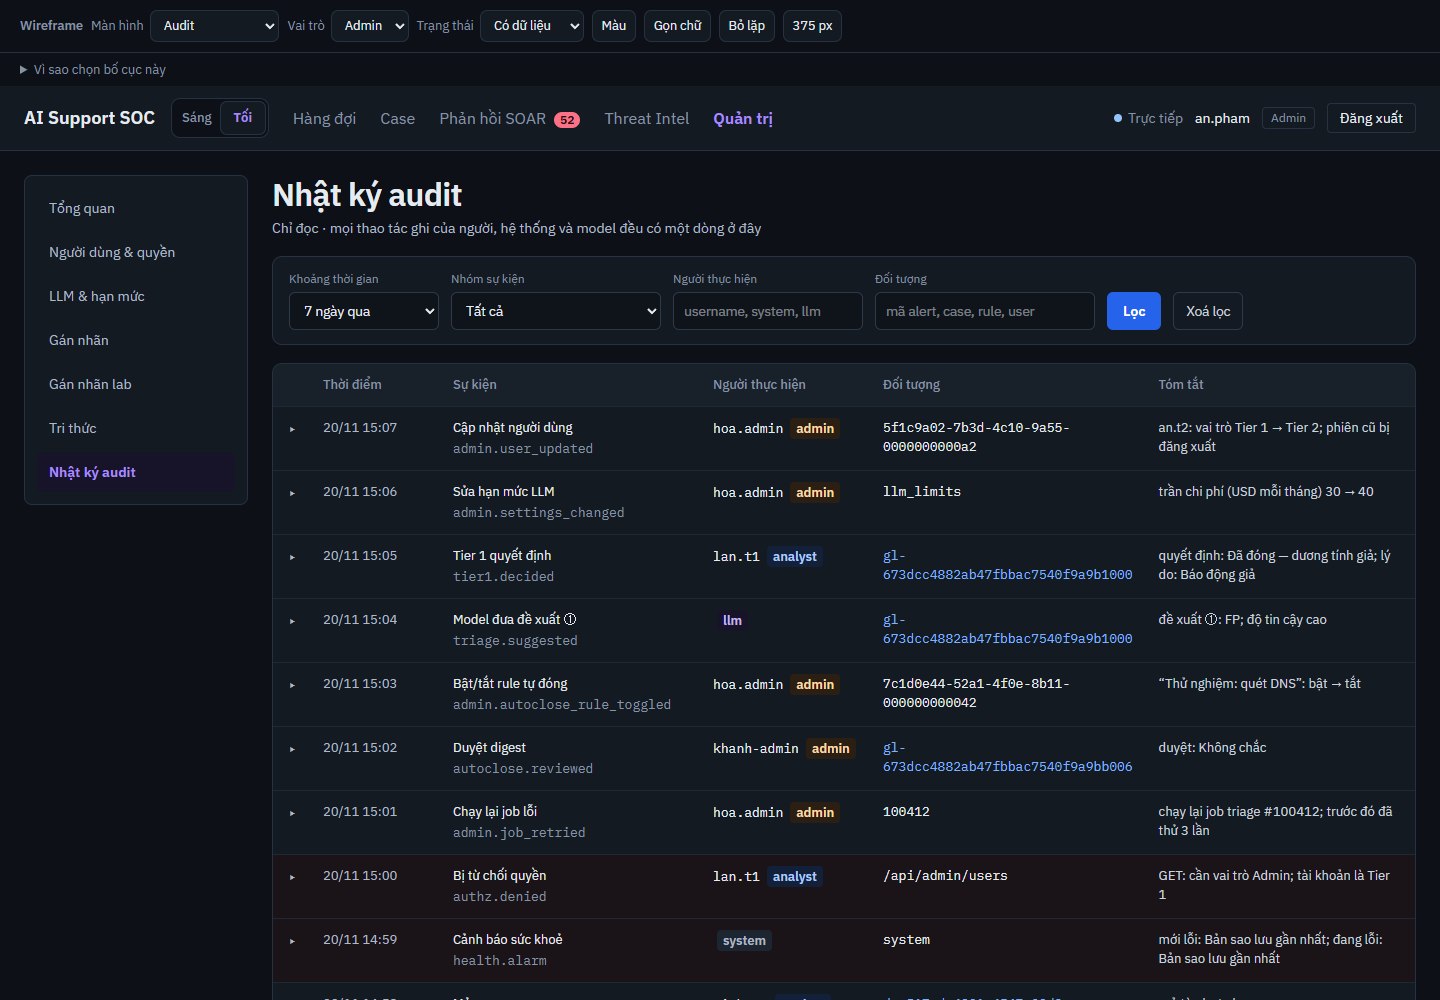 Wireframe Màn hình Audit Vai trò Admin Trạng thái Có dữ liệu Màu Gọn chữ Bỏ lặp 375 px
▶ Vì sao chọn bố cục này
AI Support SOC Sáng Tối Hàng đợi Case Phản hồi SOAR 52 Threat Intel Quản trị Trực tiếp an.pham Admin Đăng xuất
Tổng quan
Người dùng & quyền
LLM & hạn mức
Gán nhãn
Gán nhãn lab
Tri thức
Nhật ký audit
Nhật ký audit
Chỉ đọc · mọi thao tác ghi của người, hệ thống và model đều có một dòng ở đây
Khoảng thời gian Nhóm sự kiện Người thực hiện Đối tượng
7 ngày qua Tất cả username, system, llm mã alert, case, rule, user Lọc Xoá lọc
Thời điểm Sự kiện Người thực hiện Đối tượng Tóm tắt
▸ 20/11 15:07 Cập nhật người dùng hoa.admin admin 5f1c9a02-7b3d-4c10-9a55- an.t2: vai trò Tier 1 → Tier 2; phiên cũ bị
admin.user_updated 0000000000a2 đăng xuất
▸ 20/11 15:06 Sửa hạn mức LLM hoa.admin admin llm_limits trần chi phí (USD mỗi tháng) 30 → 40
admin.settings_changed
▸ 20/11 15:05 Tier 1 quyết định lan.t1 analyst gl- quyết định: Đã đóng — dương tính giả; lý
tier1.decided 673dcc4882ab47fbbac7540f9a9b1000 do: Báo động giả
▸ 20/11 15:04 Model đưa đề xuất ① llm gl- đề xuất ①: FP; độ tin cậy cao
triage.suggested 673dcc4882ab47fbbac7540f9a9b1000
▸ 20/11 15:03 Bật/tắt rule tự đóng hoa.admin admin 7c1d0e44-52a1-4f0e-8b11- “Thử nghiệm: quét DNS”: bật → tắt
admin.autoclose_rule_toggled 000000000042
▸ 20/11 15:02 Duyệt digest khanh-admin admin gl- duyệt: Không chắc
autoclose.reviewed 673dcc4882ab47fbbac7540f9a9bb006
▸ 20/11 15:01 Chạy lại job lỗi hoa.admin admin 100412 chạy lại job triage #100412; trước đó đã
admin.job_retried thử 3 lần
▸ 20/11 15:00 Bị từ chối quyền lan.t1 analyst /api/admin/users GET: cần vai trò Admin; tài khoản là Tier
authz.denied 1
▸ 20/11 14:59 Cảnh báo sức khoẻ system system mới lỗi: Bản sao lưu gần nhất; đang lỗi:
health.alarm Bản sao lưu gần nhất